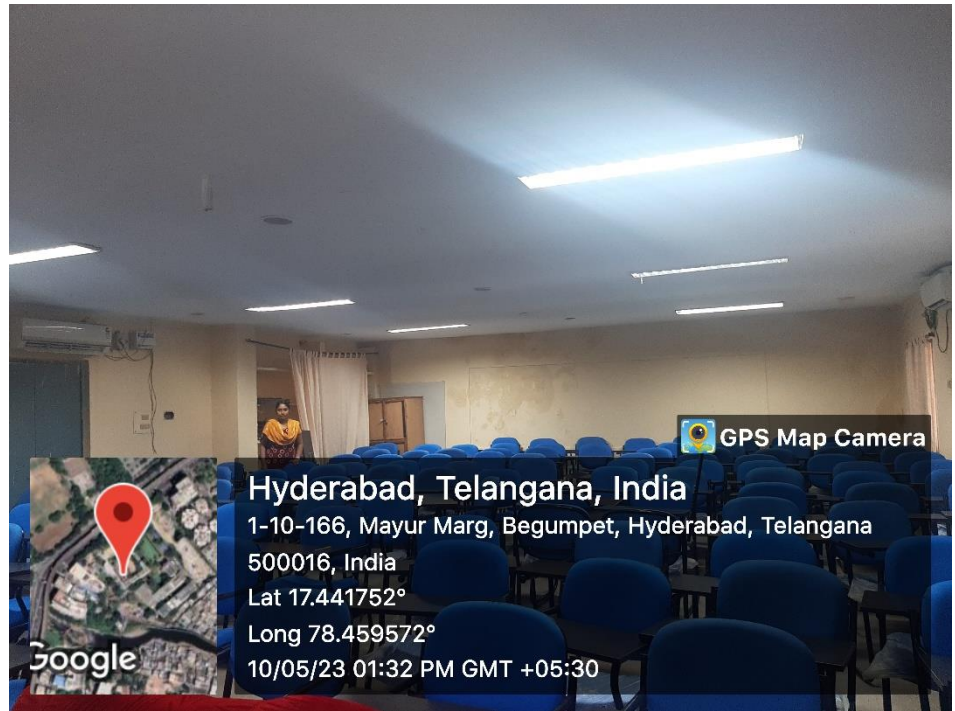 GPS Map Camera
Hyderabad, Telangana, India
1-10-166, Mayur Marg, Begumpet, Hyderabad, Telangana
500016, India
Lat 17.441752°
Long 78.459572°
10/05/23 01:32 PM GMT +05:30
Google